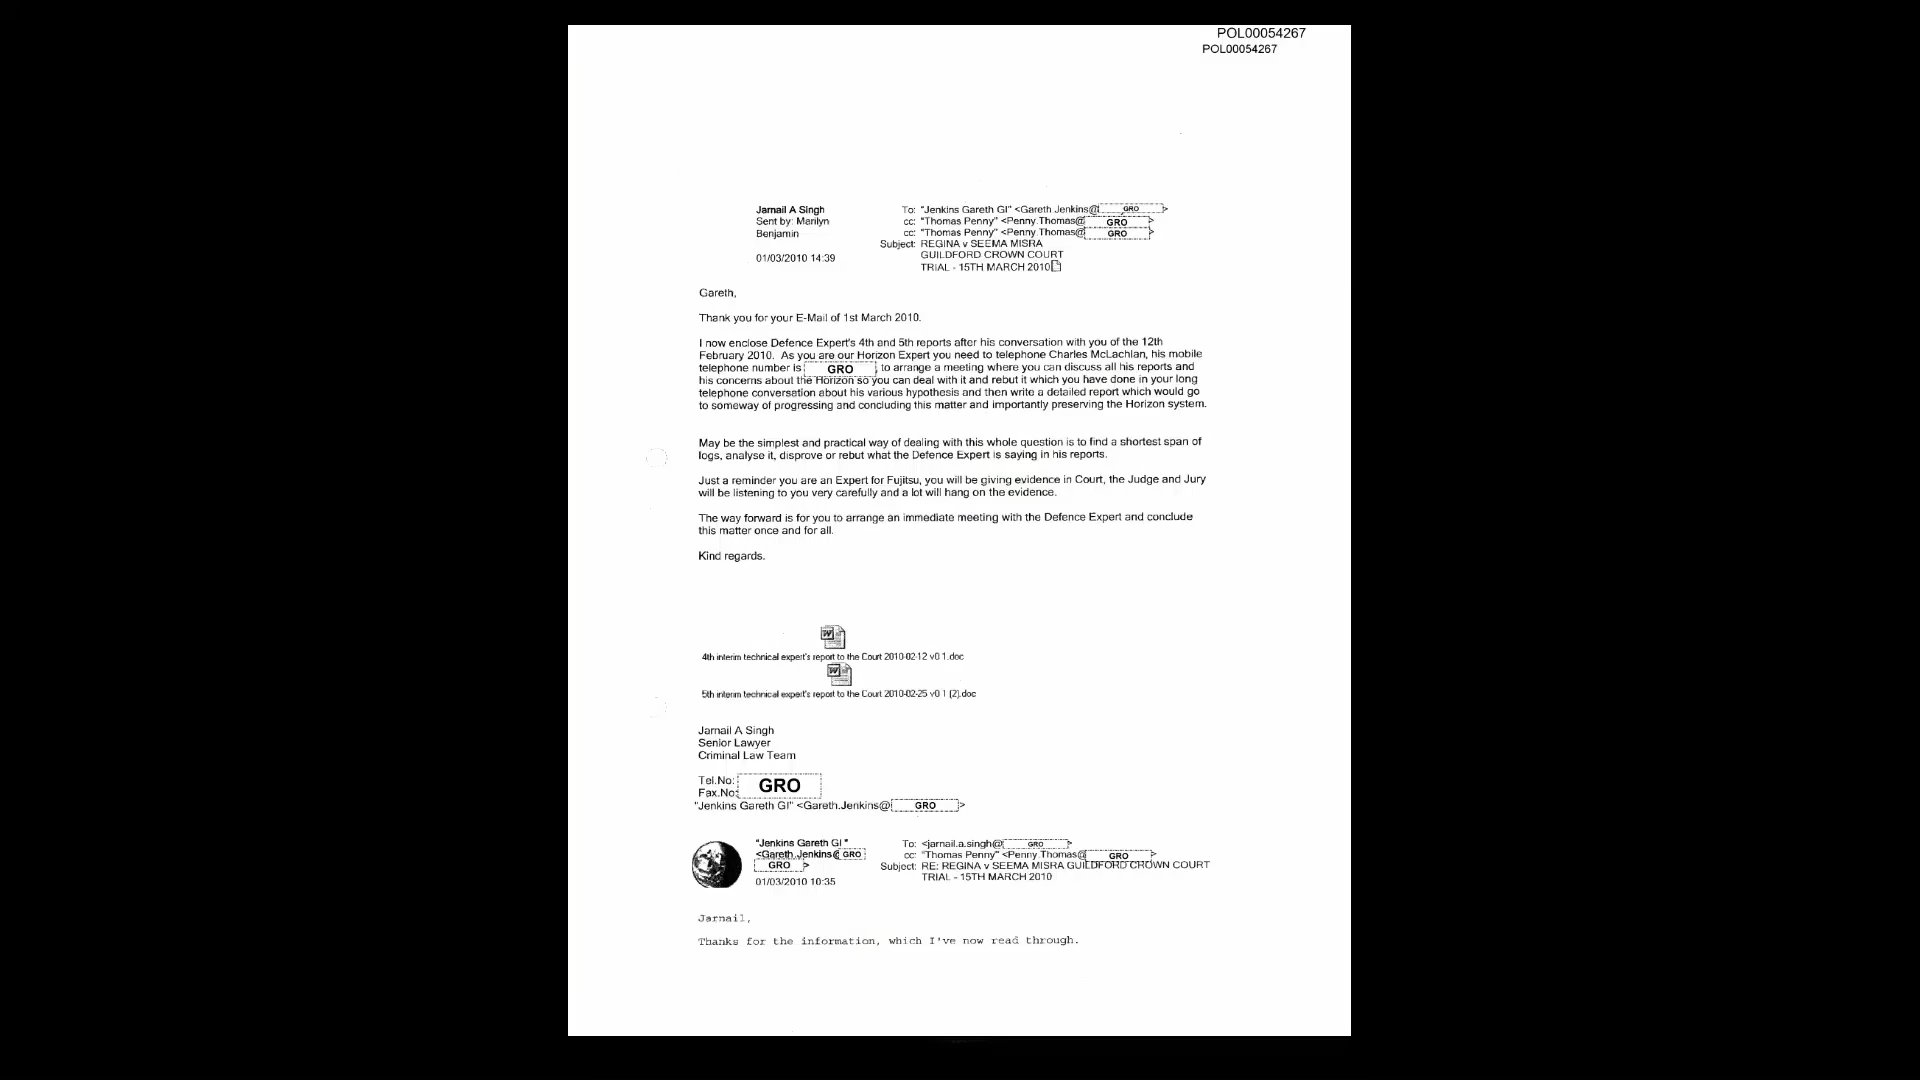 POL00054267
POL00054267
Jarnail A Singh
Sent by: Marilyn
Benjamin
01/03/2010 14:39
To: "Jenkins Gareth GI" <Gareth Jenkins@ GRO >
cc: "Thomas Penny" <Penny.Thomas@ GRO >
cc: "Thomas Penny" <Penny.Thomas@ GRO >
Subject: REGINA v SEEMA MISRA
GUILDFORD CROWN COURT
TRIAL - 15TH MARCH 2010
Gareth,
Thank you for your E-Mail of 1st March 2010.
I now enclose Defence Expert's 4th and 5th reports after his conversation with you of the 12th
February 2010. As you are our Horizon Expert you need to telephone Charles McLachlan, his mobile
telephone number is GRO , to arrange a meeting where you can discuss all his reports and
his concerns about the Horizon so you can deal with it and rebut it which you have done in your long
telephone conversation about his various hypothesis and then write a detailed report which would go
to someway of progressing and concluding this matter and importantly preserving the Horizon system.
May be the simplest and practical way of dealing with this whole question is to find a shortest span of
logs, analyse it, disprove or rebut what the Defence Expert is saying in his reports.
Just a reminder you are an Expert for Fujitsu, you will be giving evidence in Court, the Judge and Jury
will be listening to you very carefully and a lot will hang on the evidence.
The way forward is for you to arrange an immediate meeting with the Defence Expert and conclude
this matter once and for all.
Kind regards.
4th interim technical expert's report to the Court 2010-02-12 v0 1.doc
5th interim technical expert's report to the Court 2010-02-25 v0 1 (2).doc
Jarnail A Singh
Senior Lawyer
Criminal Law Team
Tel.No: GRO
Fax.No:
"Jenkins Gareth GI" <Gareth.Jenkins@ GRO >
"Jenkins Gareth GI "
<Gareth.Jenkins@ GRO
GRO >
01/03/2010 10:35
To: <jarnail.a.singh@ GRO >
cc: "Thomas Penny" <Penny.Thomas@ GRO >
Subject: RE: REGINA v SEEMA MISRA GUILDFORD CROWN COURT
TRIAL - 15TH MARCH 2010
Jarnail,
Thanks for the information, which I've now read through.